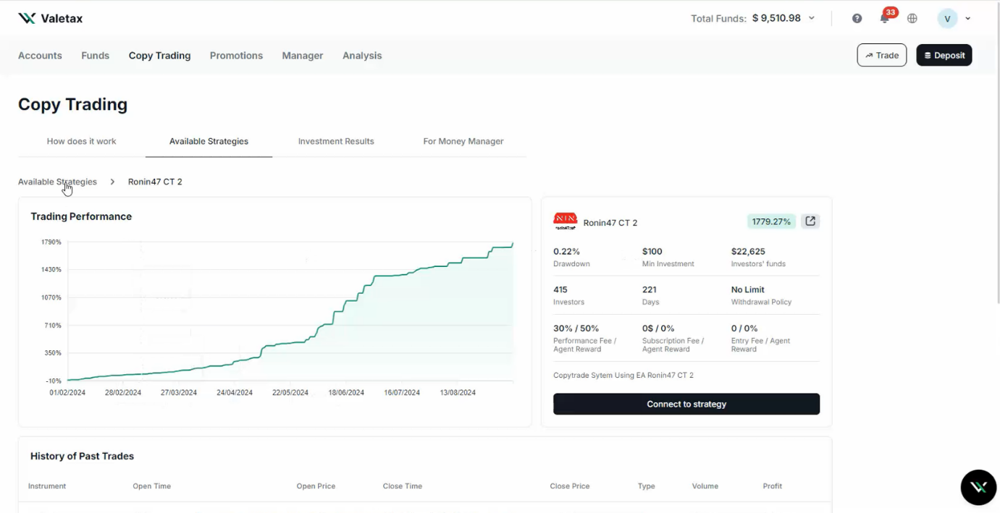 Valetax
Total Funds: $ 9,510.98
33
V
Accounts Funds Copy Trading Promotions Manager Analysis
Trade
Deposit
Copy Trading
How does it work Available Strategies Investment Results For Money Manager
Available Strategies > Ronin47 CT 2
Trading Performance
1790%
1430%
1070%
710%
350%
-10%
01/02/2024 28/02/2024 27/03/2024 24/04/2024 22/05/2024 18/06/2024 16/07/2024 13/08/2024
NIN
Ronin47 CT 2
1779.27%
0.22% $100 $22,625
Drawdown Min Investment Investors' funds
415 221 No Limit
Investors Days Withdrawal Policy
30% / 50% 0$ / 0% 0 / 0%
Performance Fee / Subscription Fee / Entry Fee / Agent
Agent Reward Agent Reward Reward
Copytrade Sytem Using EA Ronin47 CT 2
Connect to strategy
History of Past Trades
Instrument Open Time Open Price Close Time Close Price Type Volume Profit